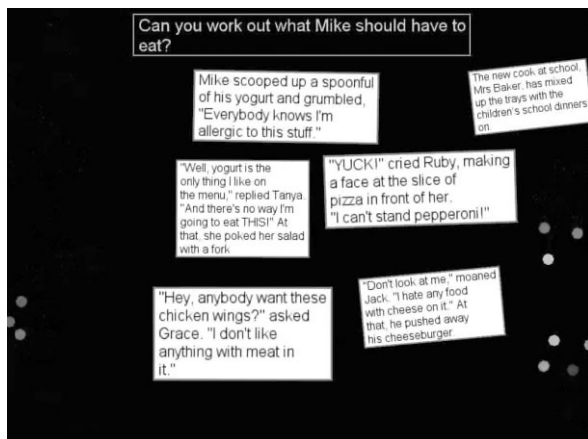 Can you work out what Mike should have to
eat?
The new cook at school,
Mrs Baker, has mixed
up the trays with the
children's school dinners
on.
Mike scooped up a spoonful
of his yogurt and grumbled,
"Everybody knows I'm
allergic to this stuff."
"Well, yogurt is the
only thing I like on
the menu," replied Tanya.
"And there's no way I'm
going to eat THIS!" At
that, she poked her salad
with a fork
"YUCK!" cried Ruby, making
a face at the slice of
pizza in front of her.
"I can't stand pepperoni!"
"Hey, anybody want these
chicken wings?" asked
Grace. "I don't like
anything with meat in
it."
"Don't look at me," moaned
Jack. "I hate any food
with cheese on it." At
that, he pushed away
his cheeseburger.